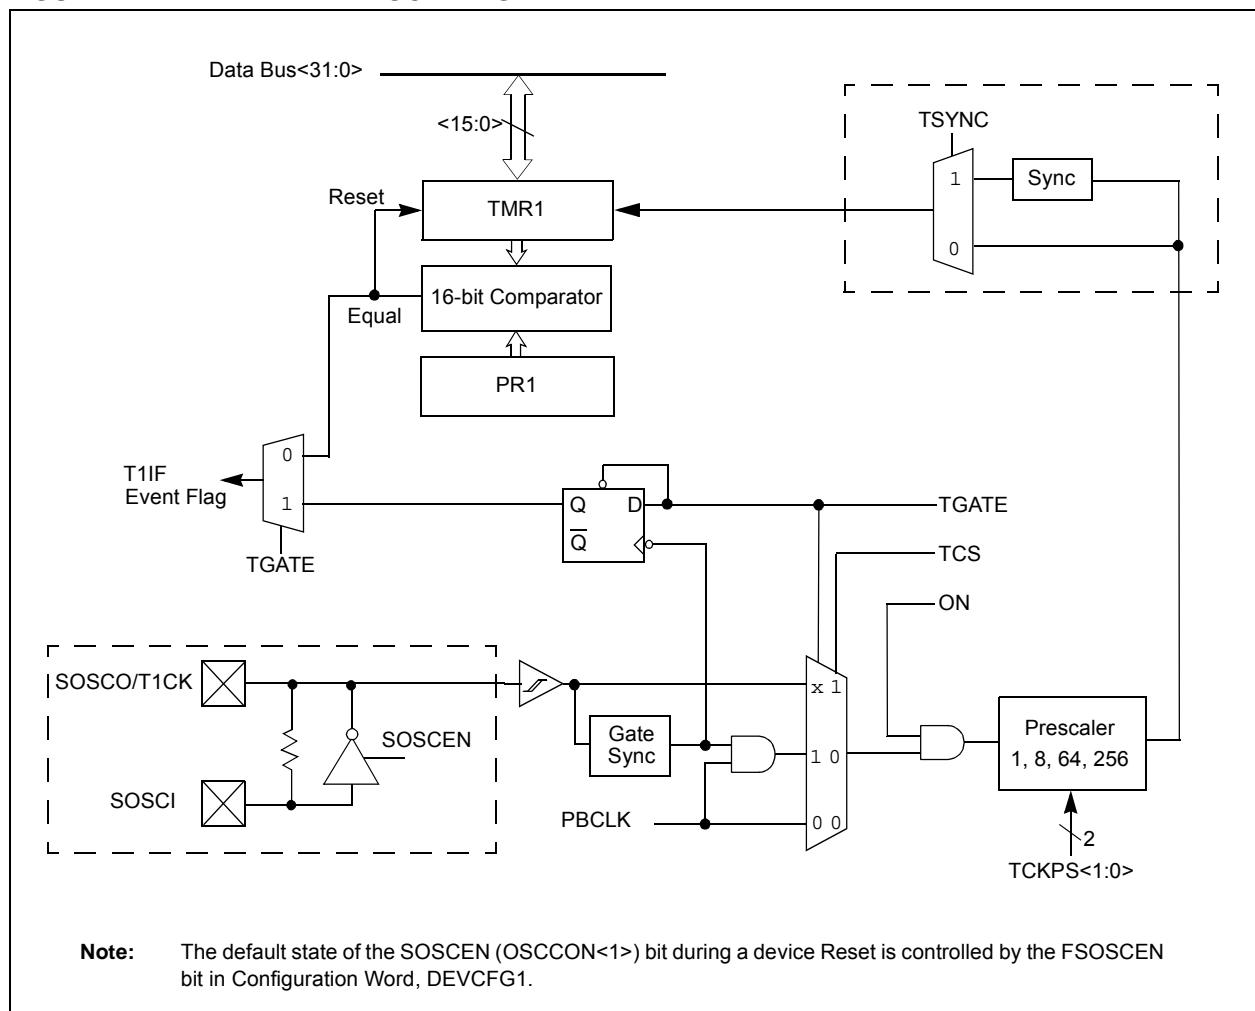 Data Bus<31:0>
<15:0>
TSYNC
1
Sync
Reset
TMR1
0
16-bit Comparator
Equal
PR1
0
T1IF
Event Flag
1
Q
D
TGATE
Q
TGATE
TCS
ON
SOSCO/T1CK
x 1
SOSCEN
Gate
Sync
1 0
Prescaler
1, 8, 64, 256
SOSCI
PBCLK
0 0
2
TCKPS<1:0>
Note: The default state of the SOSCEN (OSCCON<1>) bit during a device Reset is controlled by the FSOSCEN
bit in Configuration Word, DEVCFG1.